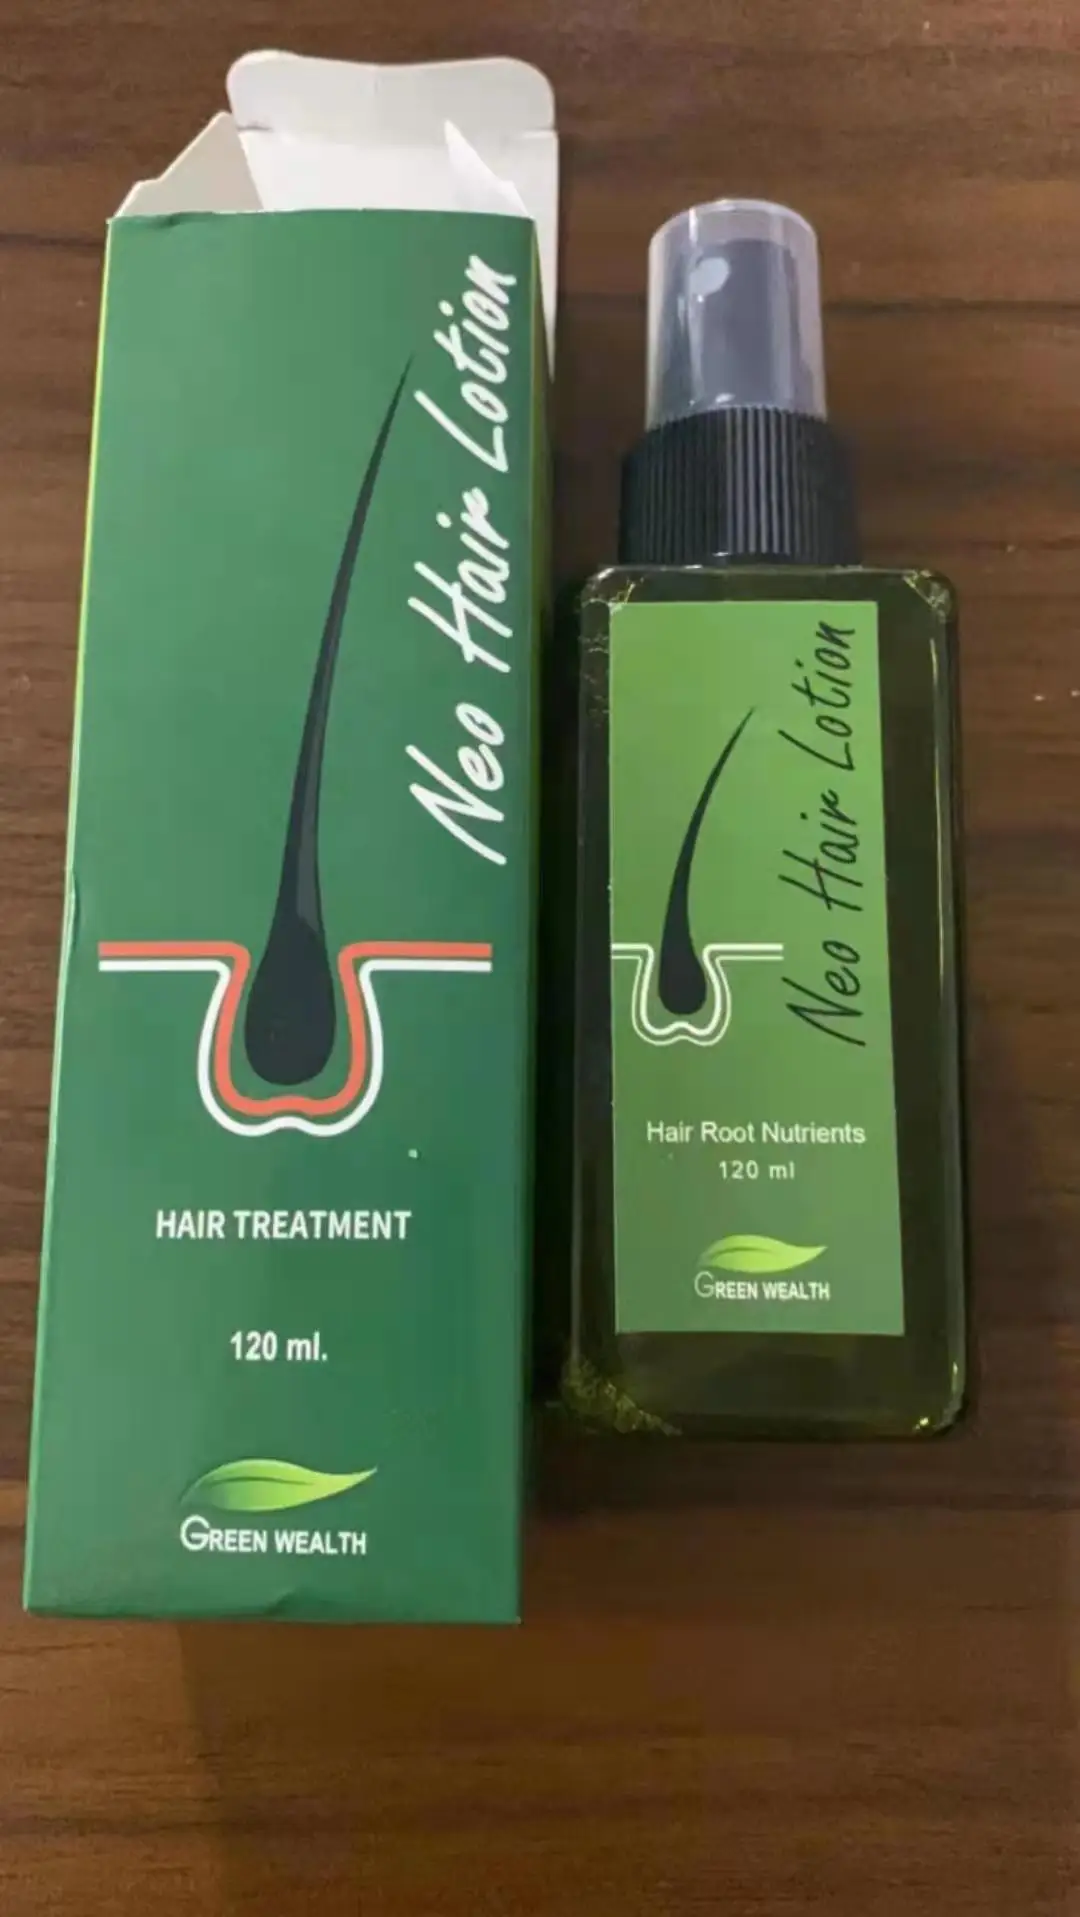 Neo Hair Lotion
HAIR TREATMENT
120 ml.
GREEN WEALTH
Neo Hair Lotion
Hair Root Nutrients
120 ml
GREEN WEALTH